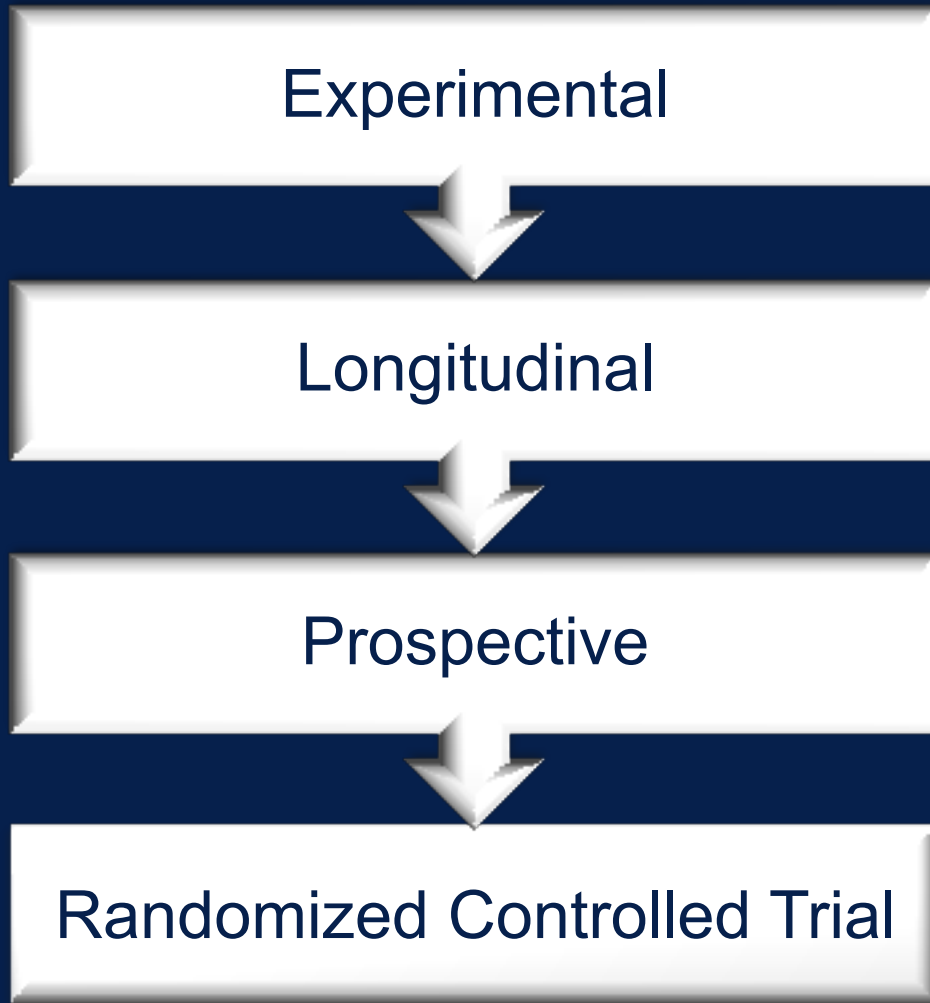 Experimental
Longitudinal
Prospective
Randomized Controlled Trial